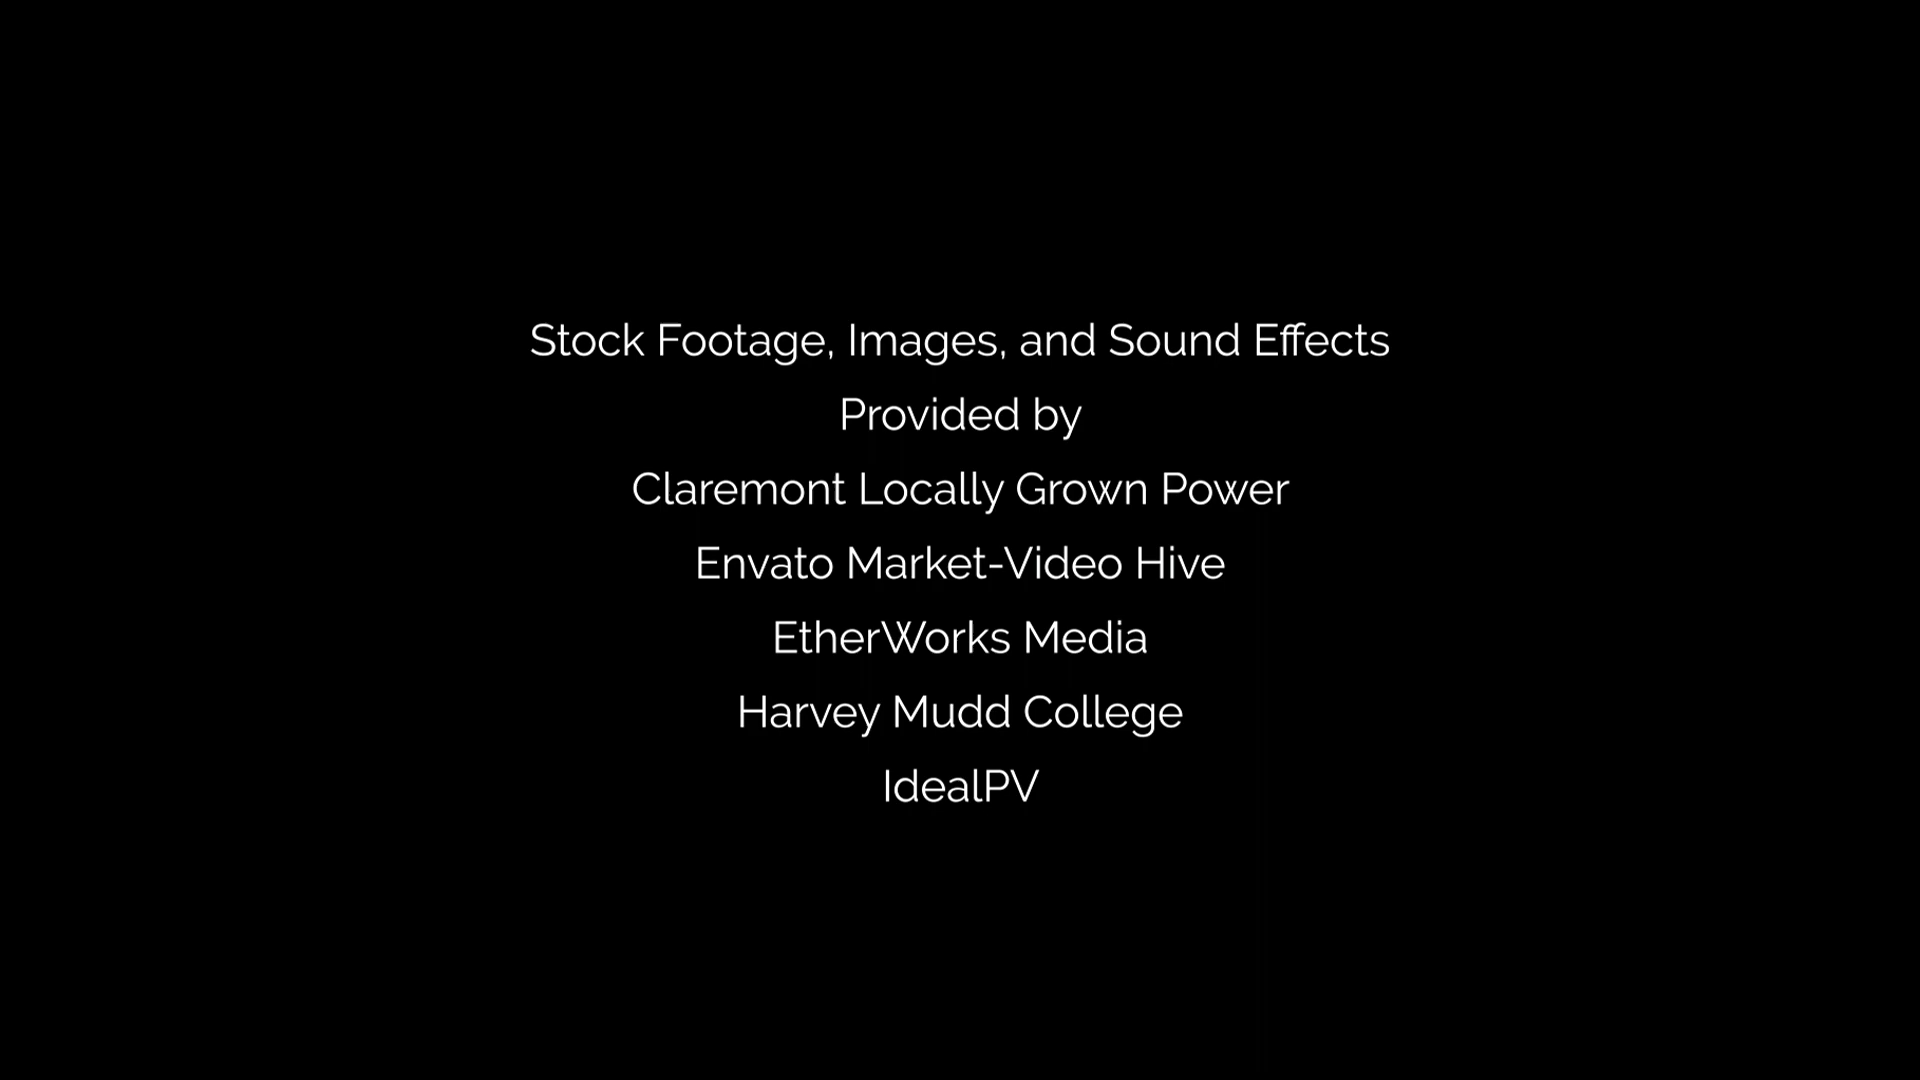 Stock Footage, Images, and Sound Effects
Provided by
Claremont Locally Grown Power
Envato Market-Video Hive
EtherWorks Media
Harvey Mudd College
IdealPV